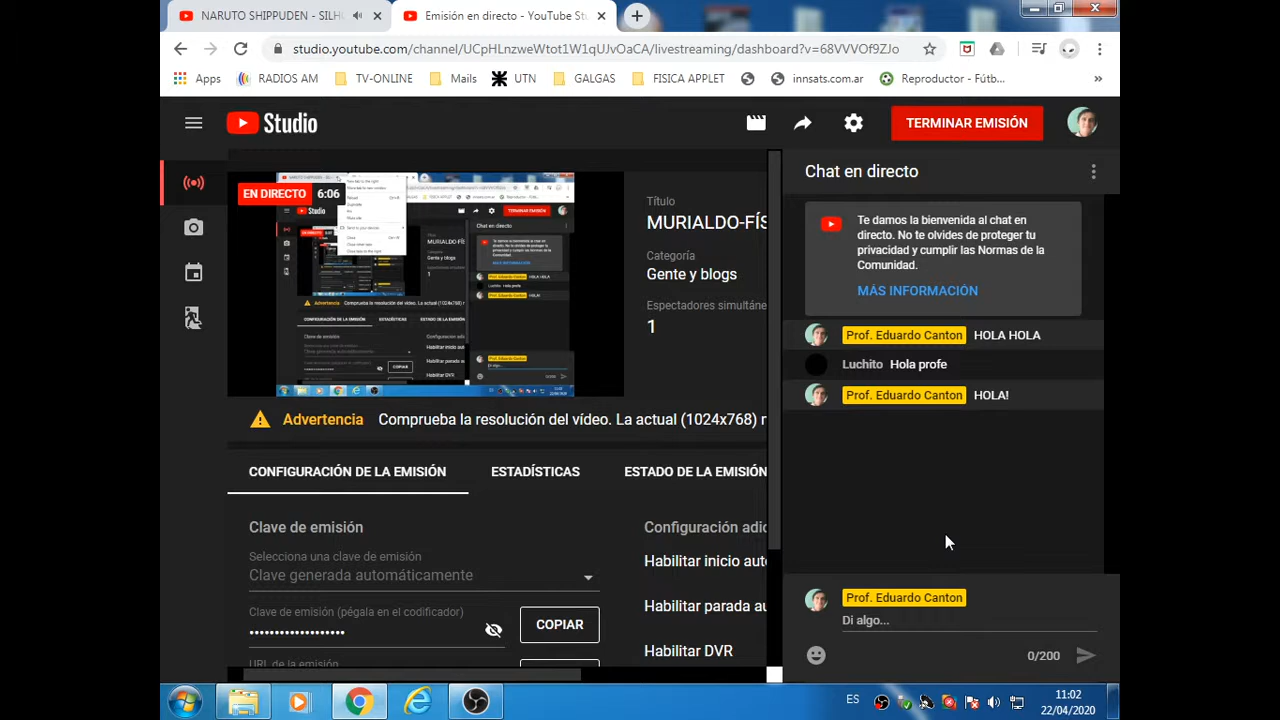 NARUTO SHIPPUDEN - SILHU
Emisión en directo - YouTube St
studio.youtube.com/channel/UCpHLnzweWtot1W1qUJvOaCA/livestreaming/dashboard?v=68VVVOf9ZJo
Apps
RADIOS AM
TV-ONLINE
Mails
UTN
GALGAS
FISICA APPLET
innsats.com.ar
Reproductor - Fútb...
»
Studio
TERMINAR EMISIÓN
EN DIRECTO 6:06
MURIALDO-FÍS
Categoría
Gente y blogs
Espectadores simultáne
1
Advertencia Comprueba la resolución del vídeo. La actual (1024x768) n
CONFIGURACIÓN DE LA EMISIÓN
ESTADÍSTICAS
ESTADO DE LA EMISIÓN
Clave de emisión
Selecciona una clave de emisión
Clave generada automáticamente
Clave de emisión (pégala en el codificador)
•••••••••••••••••••
COPIAR
URL de la emisión
Configuración adic
Habilitar inicio auto
Habilitar parada au
Habilitar DVR
Chat en directo
Te damos la bienvenida al chat en
directo. No te olvides de proteger tu
privacidad y cumplir las Normas de la
Comunidad.
MÁS INFORMACIÓN
Prof. Eduardo Canton HOLA HOLA
Luchito Hola profe
Prof. Eduardo Canton HOLA!
Prof. Eduardo Canton
Di algo...
0/200
ES
11:02
22/04/2020